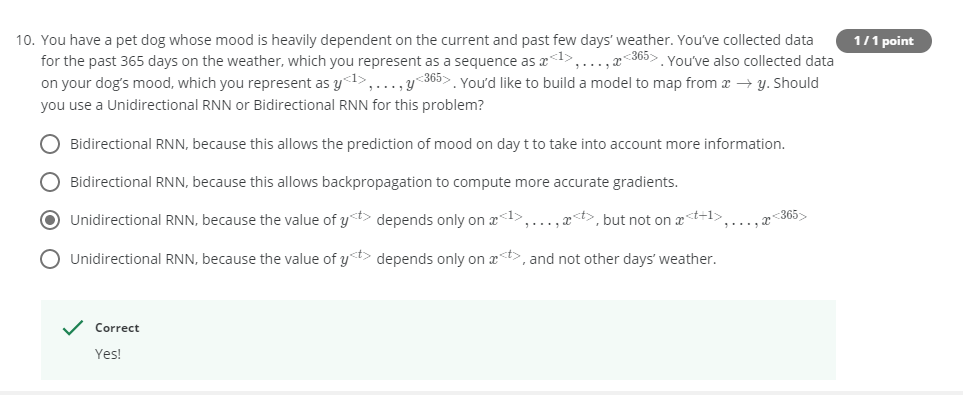 10. You have a pet dog whose mood is heavily dependent on the current and past few days' weather. You've collected data
1 / 1 point
for the past 365 days on the weather, which you represent as a sequence as x^{<1>}, . . . , x^{<365>}. You've also collected data
on your dog's mood, which you represent as y^{<1>}, . . . , y^{<365>}. You'd like to build a model to map from x → y. Should
you use a Unidirectional RNN or Bidirectional RNN for this problem?
Bidirectional RNN, because this allows the prediction of mood on day t to take into account more information.
Bidirectional RNN, because this allows backpropagation to compute more accurate gradients.
Unidirectional RNN, because the value of y^{<t>} depends only on x^{<1>}, . . . , x^{<t>}, but not on x^{<t+1>}, . . . , x^{<365>}
Unidirectional RNN, because the value of y^{<t>} depends only on x^{<t>}, and not other days' weather.
Correct
Yes!